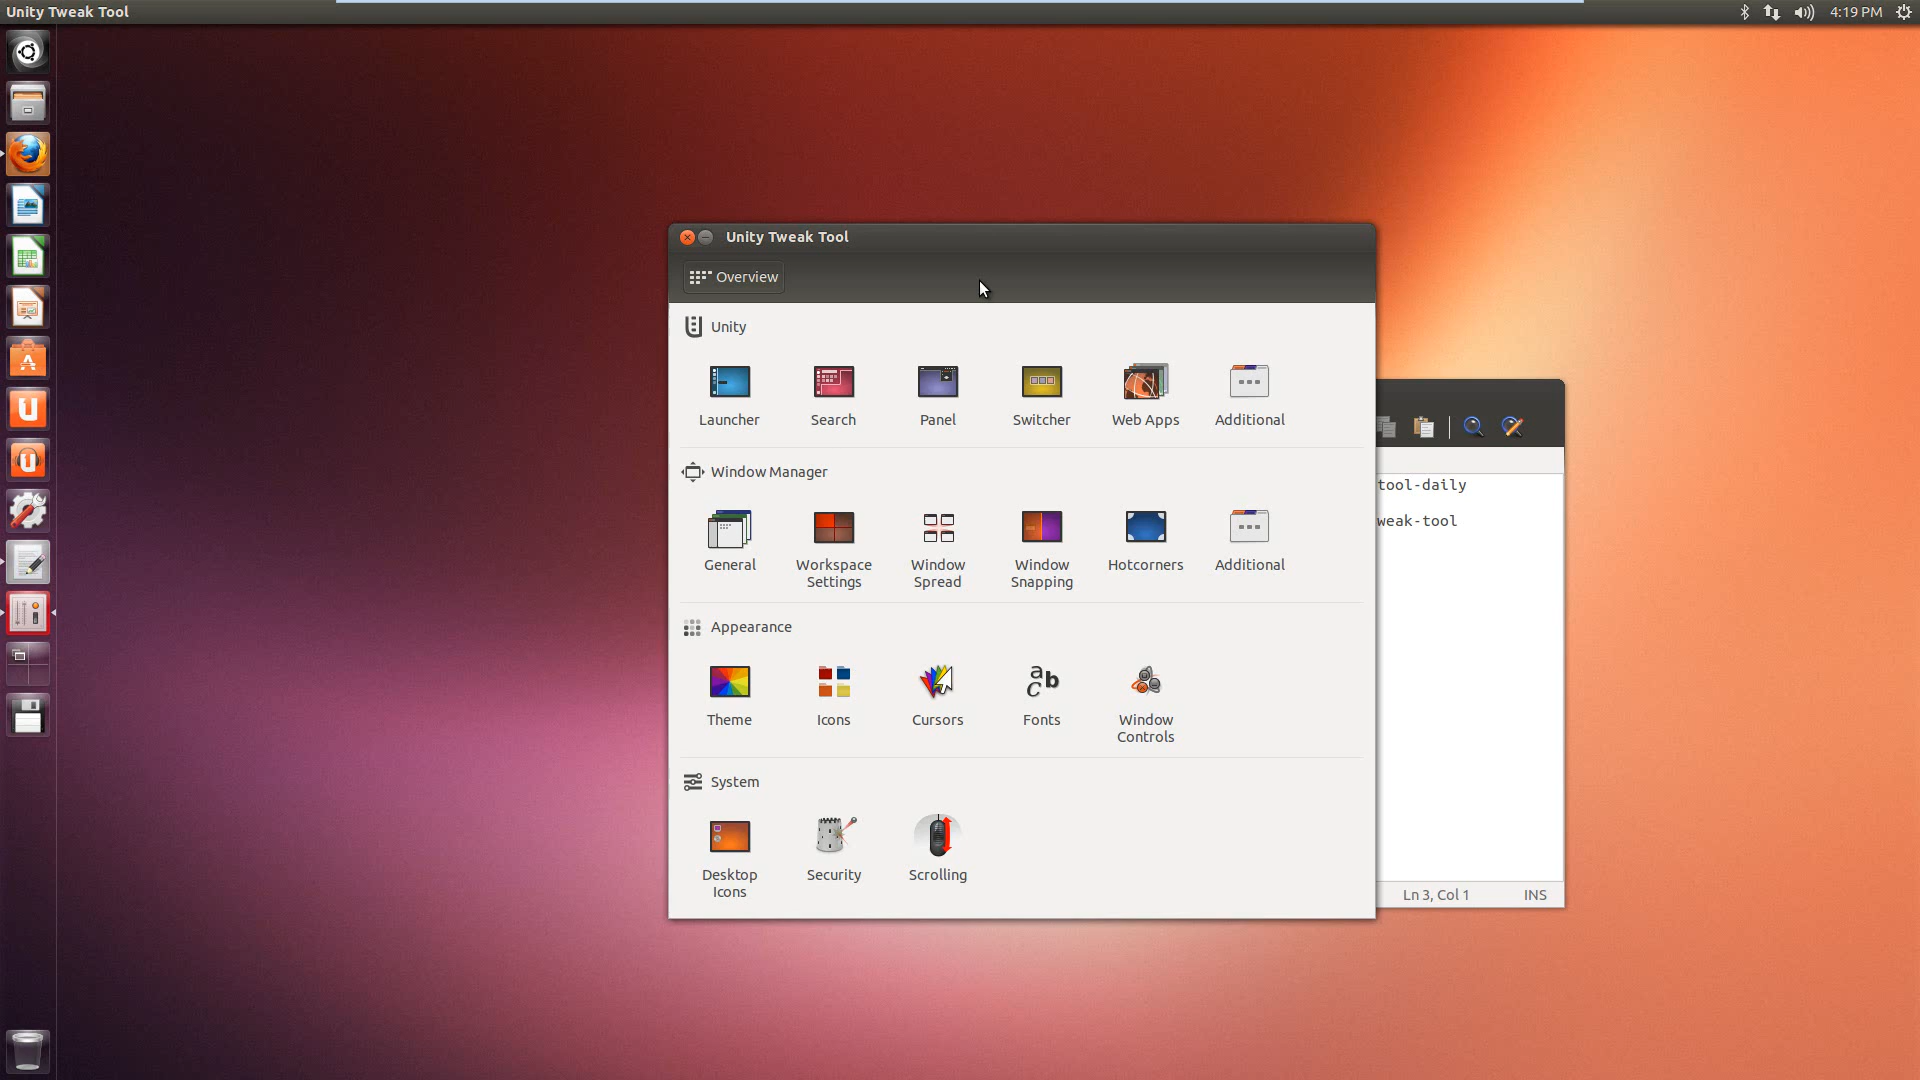 Unity Tweak Tool
4:19 PM
Unity Tweak Tool
Overview
Unity
Launcher
Search
Panel
Switcher
Web Apps
Additional
Window Manager
General
Workspace
Settings
Window
Spread
Window
Snapping
Hotcorners
Additional
Appearance
Theme
Icons
Cursors
Fonts
Window
Controls
System
Desktop
Icons
Security
Scrolling
tool-daily
weak-tool
Ln 3, Col 1
INS